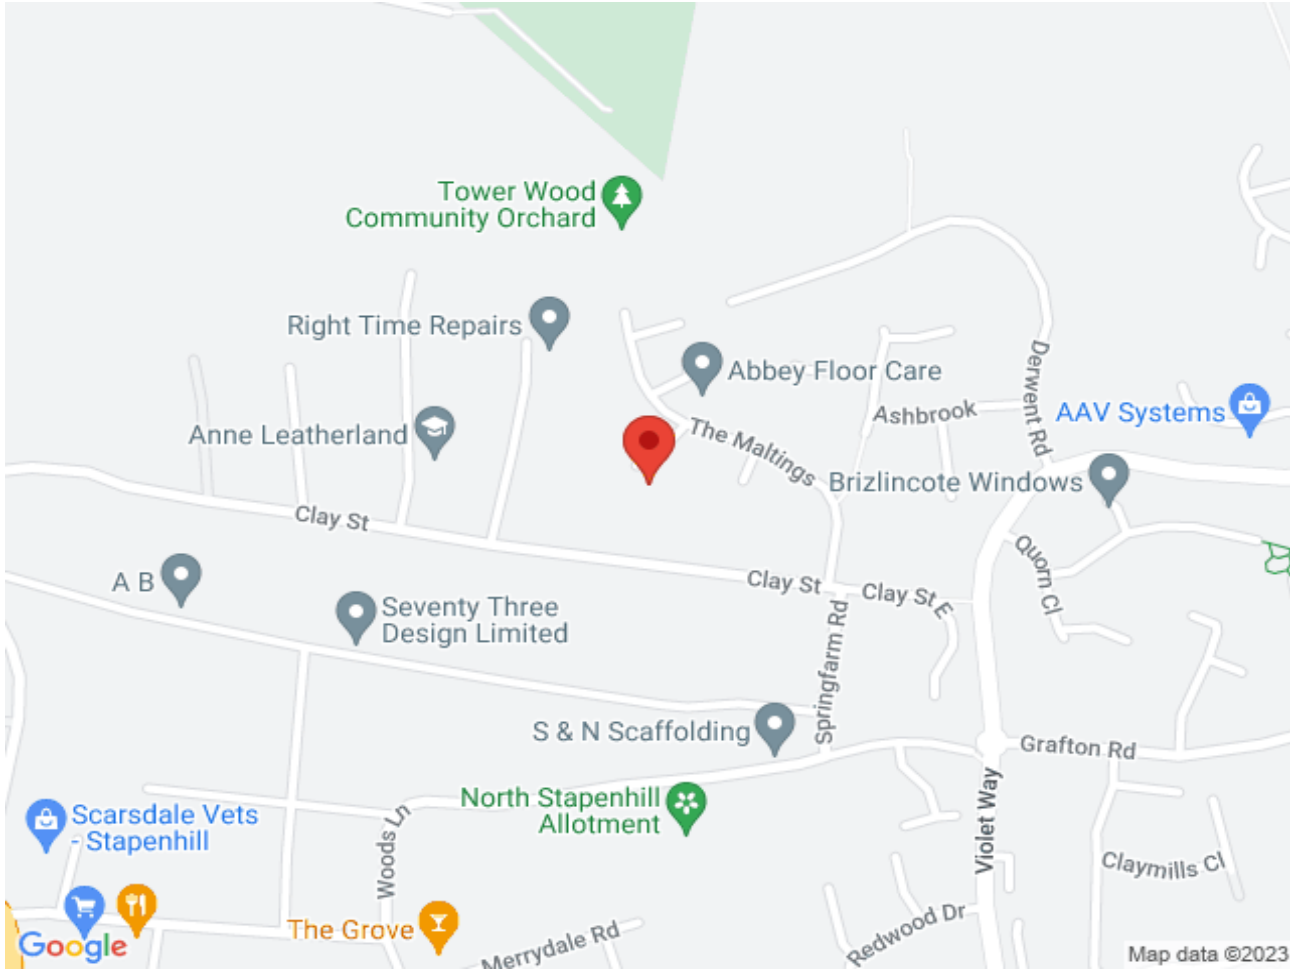 Tower Wood
Community Orchard
Right Time Repairs
Abbey Floor Care
Derwent Rd
Ashbrook
AAV Systems
Anne Leatherland
The Maltings
Brizlincote Windows
Clay St
Quorn Cl
A B
Clay St
Clay St E
Seventy Three
Design Limited
Springfarm Rd
S & N Scaffolding
Grafton Rd
North Stapenhill
Allotment
Violet Way
Scarsdale Vets
- Stapenhill
Woods Ln
Claymills Cl
The Grove
Redwood Dr
Merrydale Rd
Google
Map data ©2023